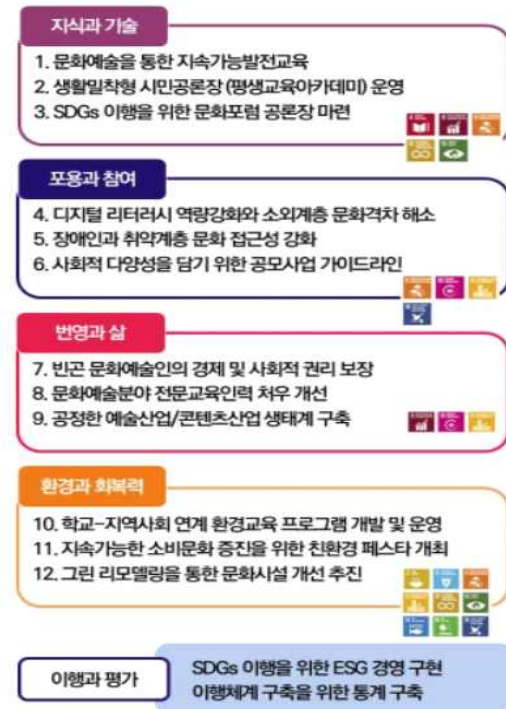 지식과 기술
1. 문화예술을 통한 지속가능발전교육
2. 생활밀착형 시민공론장 (평생교육아카데미) 운영
3. SDGs 이행을 위한 문화포럼 공론장 마련
포용과 참여
4. 디지털 리터러시 역량강화와 소외계층 문화격차 해소
5. 장애인과 취약계층 문화 접근성 강화
6. 사회적 다양성을 담기 위한 공모사업 가이드라인
번영과 삶
7. 빈곤 문화예술인의 경제 및 사회적 권리 보장
8. 문화예술분야 전문교육인력 처우 개선
9. 공정한 예술산업/콘텐츠산업 생태계 구축
환경과 회복력
10. 학교-지역사회 연계 환경교육 프로그램 개발 및 운영
11. 지속가능한 소비문화 증진을 위한 친환경 페스타 개최
12. 그린 리모델링을 통한 문화시설 개선 추진
이행과 평가
SDGs 이행을 위한 ESG 경영 구현
이행체계 구축을 위한 통계 구축